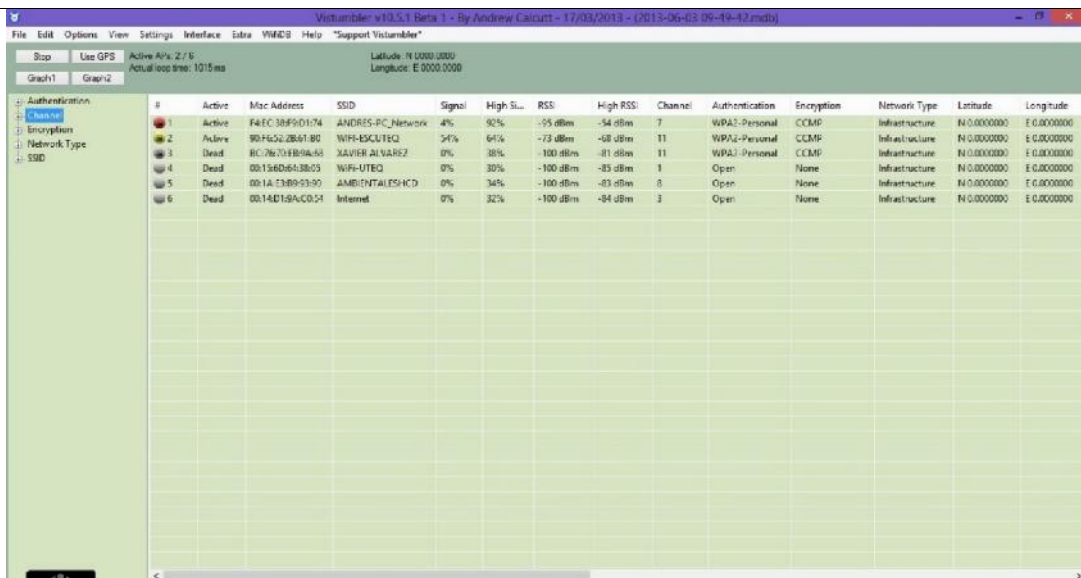 Vistumbler v10.5.1 Beta 1 - By Andrew Calcutt - 17/03/2013 - (2013-06-03 09-49-42.mdb)
File Edit Options View Settings Interface Extra WifiDB Help *Support Vistumbler*
Stop Use GPS Active APs: 2 / 6 Latitude: N 0000.0000
Actual loop time: 1015 ms Longitude: E 0000.0000
Graph1 Graph2
Authentication
Channel
Encryption
Network Type
SSID
# Active Mac Address SSID Signal High Si... RSSI High RSSI Channel Authentication Encryption Network Type Latitude Longitude
1 Active F4:EC:38:F9:D1:74 ANDRES-PC_Network 4% 92% -95 dBm -54 dBm 7 WPA2-Personal CCMP Infrastructure N 0.0000000 E 0.0000000
2 Active 90:F6:52:2B:61:B0 WIFI-ESCUTEQ 54% 64% -73 dBm -68 dBm 11 WPA2-Personal CCMP Infrastructure N 0.0000000 E 0.0000000
3 Dead XAVIER ALVAREZ 0% 38% -100 dBm -81 dBm 11 WPA2-Personal CCMP Infrastructure N 0.0000000 E 0.0000000
4 Dead 00:15:6D:64:38:05 WiFi-UTEQ 0% 30% -100 dBm -85 dBm 1 Open None Infrastructure N 0.0000000 E 0.0000000
5 Dead 00:1A:E3:B9:93:90 AMBIENTALESHCD 0% 34% -100 dBm -83 dBm 8 Open None Infrastructure N 0.0000000 E 0.0000000
6 Dead 00:14:D1:9A:C0:54 Internet 0% 32% -100 dBm -84 dBm 3 Open None Infrastructure N 0.0000000 E 0.0000000